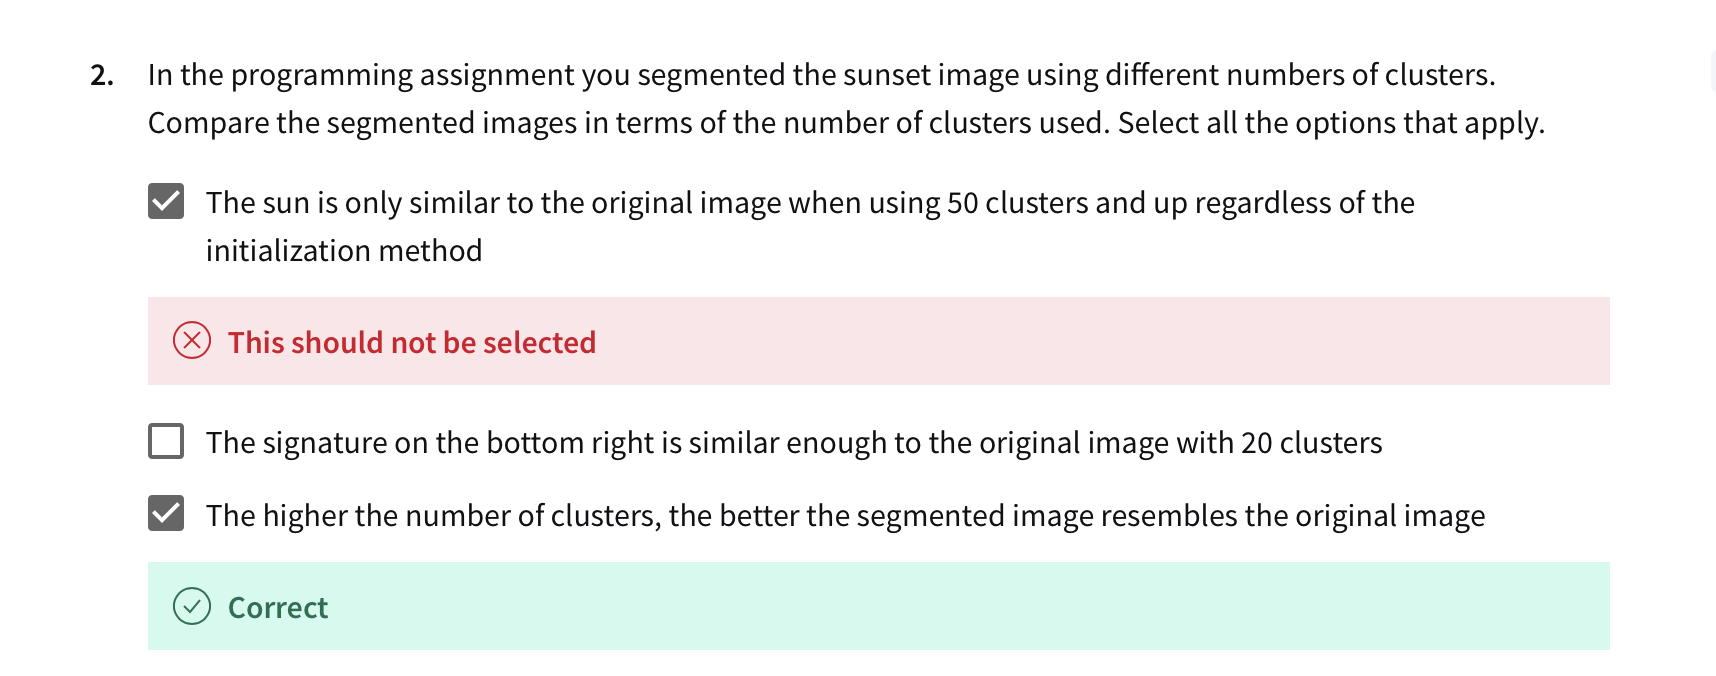 2. In the programming assignment you segmented the sunset image using different numbers of clusters.
Compare the segmented images in terms of the number of clusters used. Select all the options that apply.
The sun is only similar to the original image when using 50 clusters and up regardless of the
initialization method
This should not be selected
The signature on the bottom right is similar enough to the original image with 20 clusters
The higher the number of clusters, the better the segmented image resembles the original image
Correct